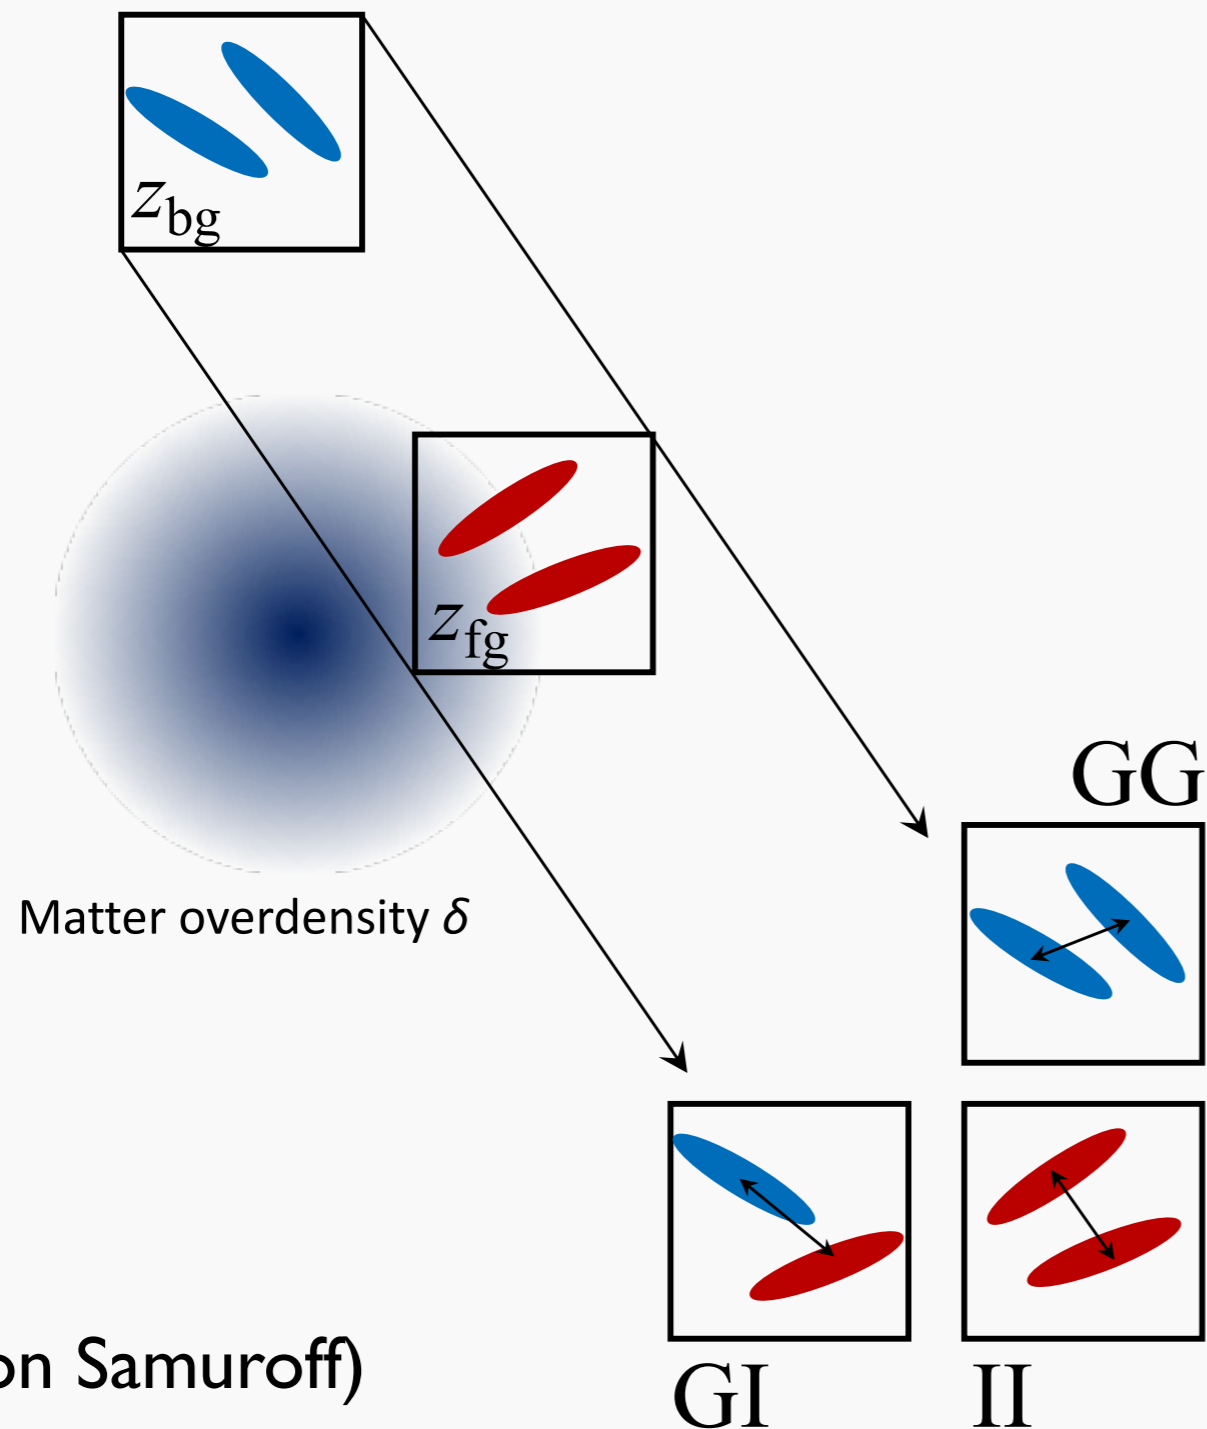 z_bg
z_fg
GG
Matter overdensity δ
on Samuroff)
GI
II